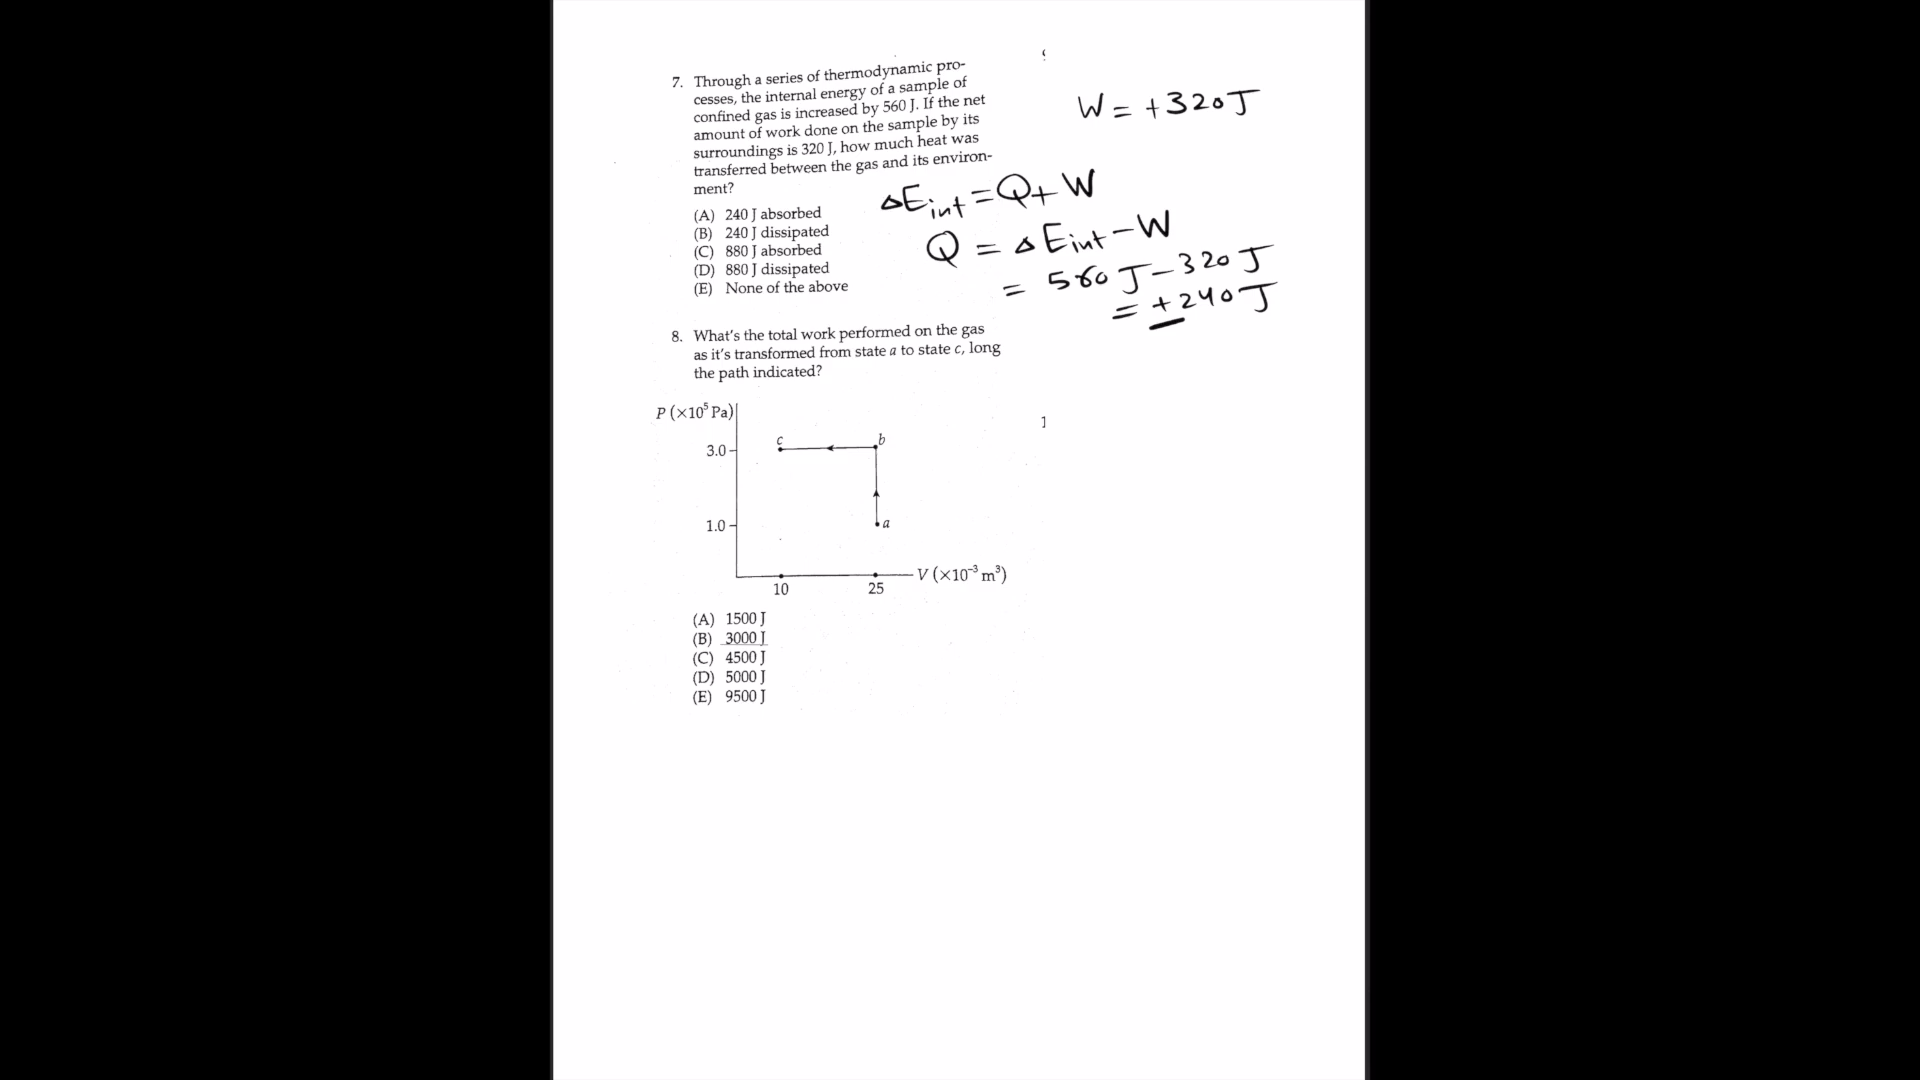 7. Through a series of thermodynamic pro-
cesses, the internal energy of a sample of
confined gas is increased by 560 J. If the net
amount of work done on the sample by its
surroundings is 320 J, how much heat was
transferred between the gas and its environ-
ment?
(A) 240 J absorbed
(B) 240 J dissipated
(C) 880 J absorbed
(D) 880 J dissipated
(E) None of the above
W = +320 J
ΔE_int = Q + W
Q = ΔE_int − W
= 560 J − 320 J
= +240 J
8. What's the total work performed on the gas
as it's transformed from state a to state c, long
the path indicated?
P (×10⁵ Pa)
c
b
3.0
1.0
a
V (×10⁻³ m³)
10
25
(A) 1500 J
(B) 3000 J
(C) 4500 J
(D) 5000 J
(E) 9500 J